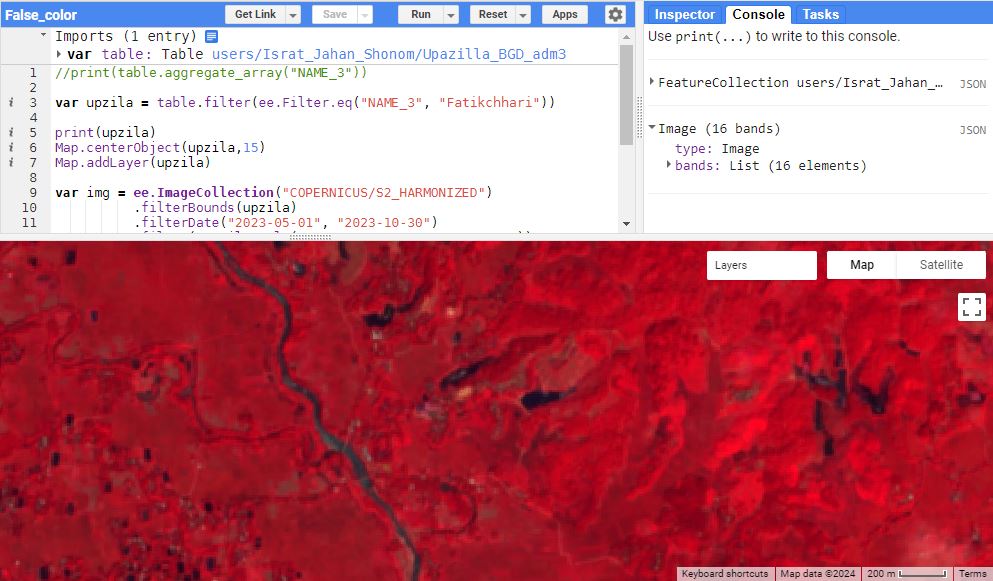 False_color
Get Link
Save
Run
Reset
Apps
Inspector
Console
Tasks
Imports (1 entry)
var table: Table users/Israt_Jahan_Shonom/Upazilla_BGD_adm3
1 //print(table.aggregate_array("NAME_3"))
2
i 3 var upzila = table.filter(ee.Filter.eq("NAME_3", "Fatikchhari"))
4
i 5 print(upzila)
i 6 Map.centerObject(upzila,15)
i 7 Map.addLayer(upzila)
8
9 var img = ee.ImageCollection("COPERNICUS/S2_HARMONIZED")
10 .filterBounds(upzila)
11 .filterDate("2023-05-01", "2023-10-30")
Use print(...) to write to this console.
FeatureCollection users/Israt_Jahan_… JSON
Image (16 bands) JSON
type: Image
bands: List (16 elements)
Layers
Map
Satellite
Keyboard shortcuts
Map data ©2024
200 m
Terms